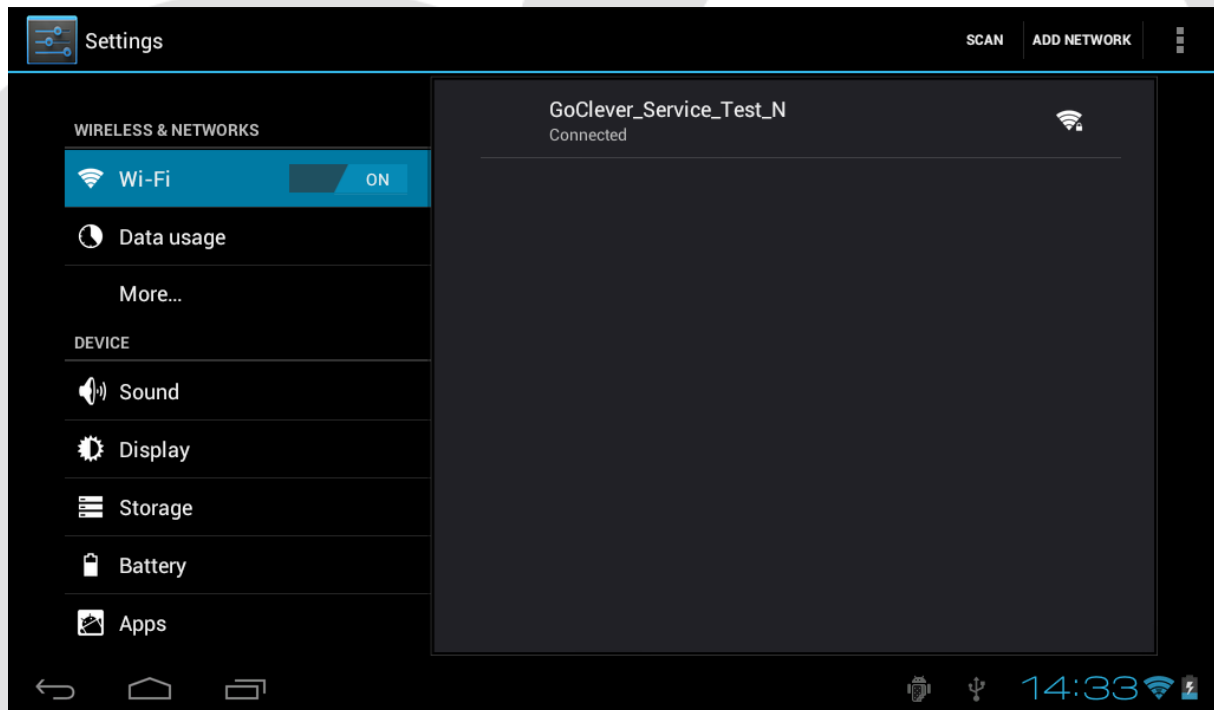 Settings
SCAN
ADD NETWORK
WIRELESS & NETWORKS
Wi-Fi
ON
Data usage
More...
DEVICE
Sound
Display
Storage
Battery
Apps
GoClever_Service_Test_N
Connected
14:33